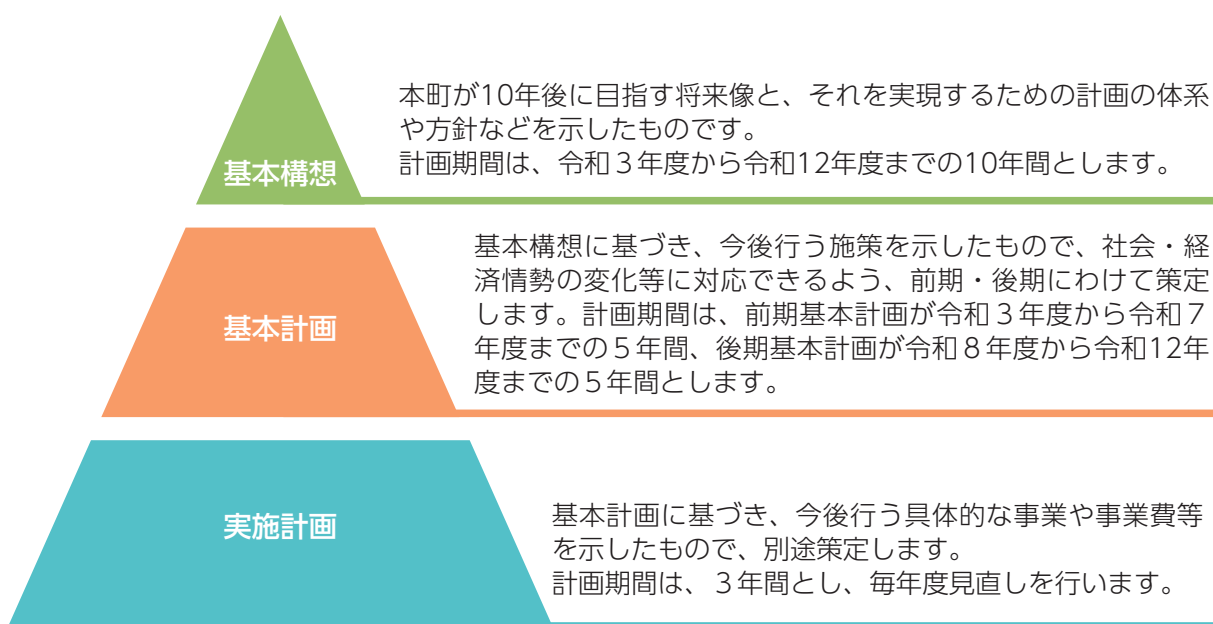 本町が10年後に目指す将来像と、それを実現するための計画の体系
や方針などを示したものです。
計画期間は、令和３年度から令和12年度までの10年間とします。
基本構想
基本構想に基づき、今後行う施策を示したもので、社会・経
済情勢の変化等に対応できるよう、前期・後期にわけて策定
します。計画期間は、前期基本計画が令和３年度から令和７
年度までの５年間、後期基本計画が令和８年度から令和12年
度までの５年間とします。
基本計画
実施計画
基本計画に基づき、今後行う具体的な事業や事業費等
を示したもので、別途策定します。
計画期間は、３年間とし、毎年度見直しを行います。